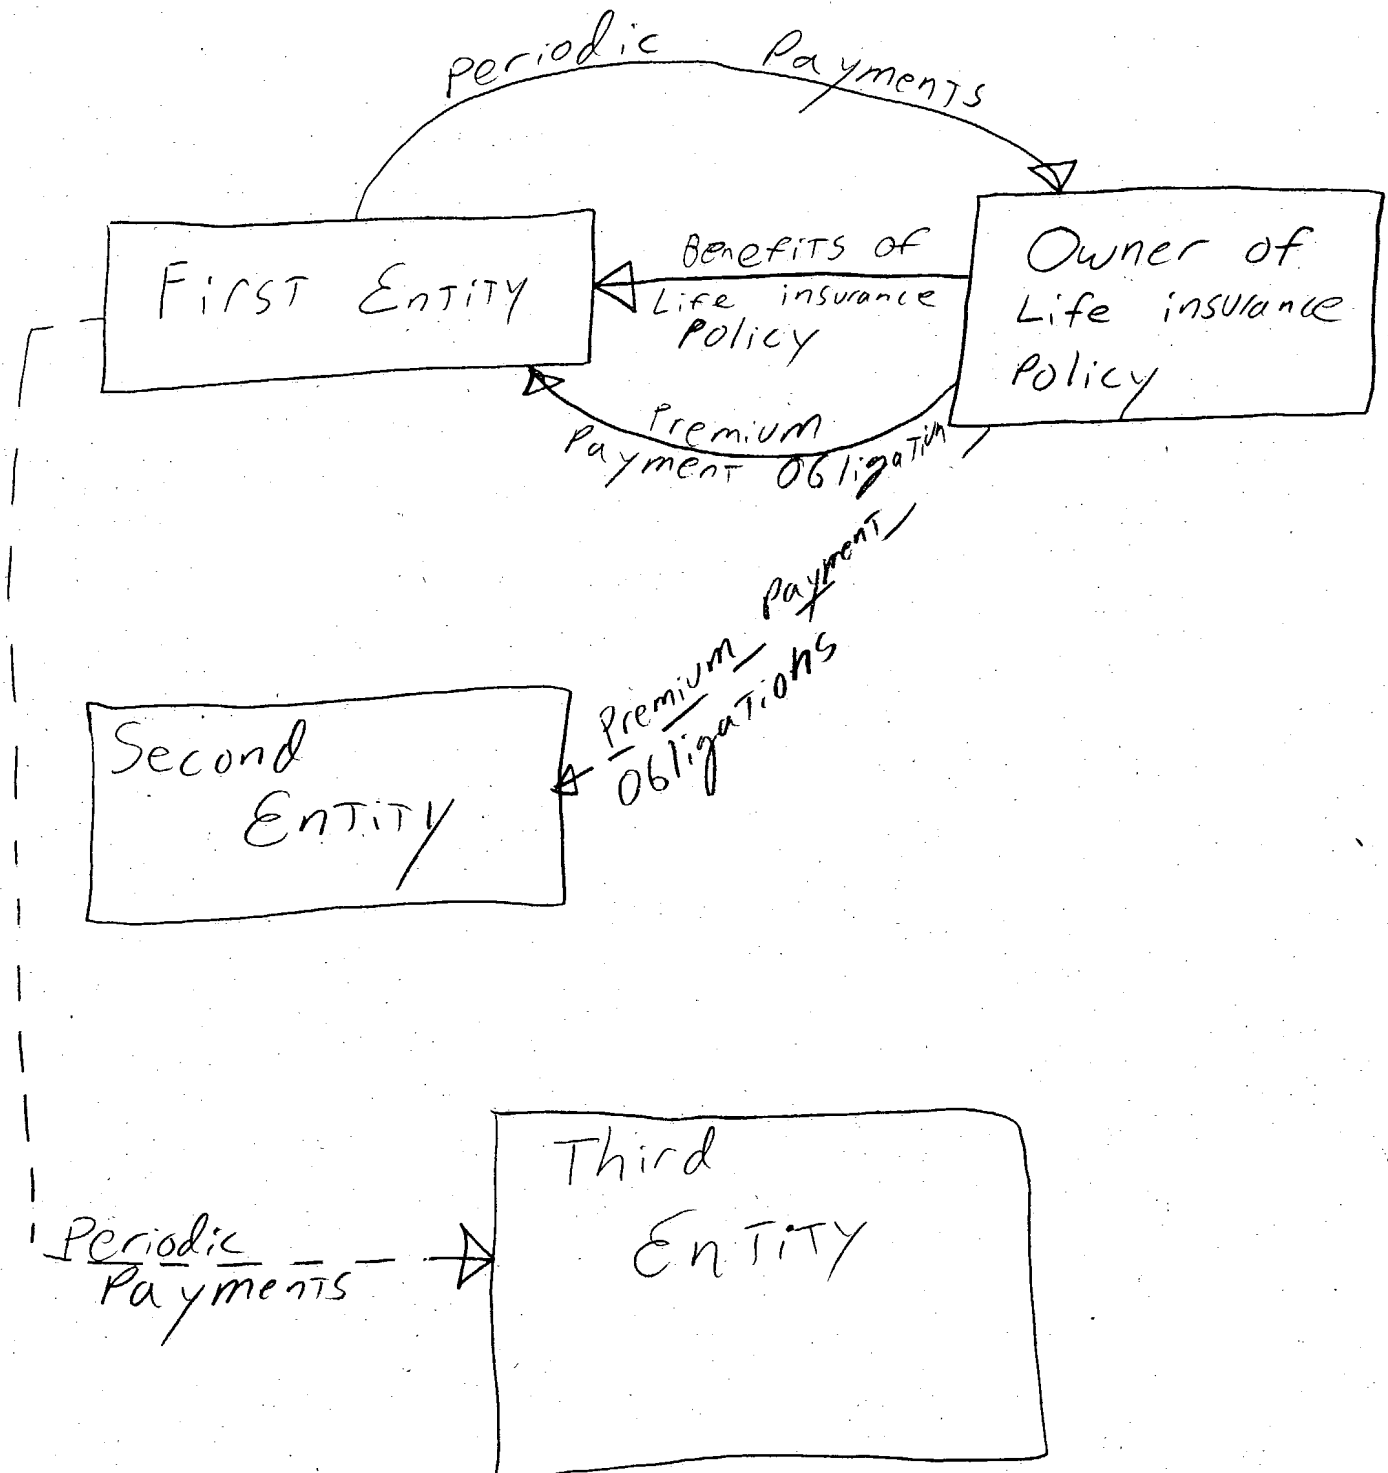 Periodic Payments
First Entity
Benefits of
Life insurance
Policy
Owner of
Life insurance
Policy
Premium
Payment Obligation
Premium Payment
Obligations
Second
Entity
Third
Entity
Periodic
Payments